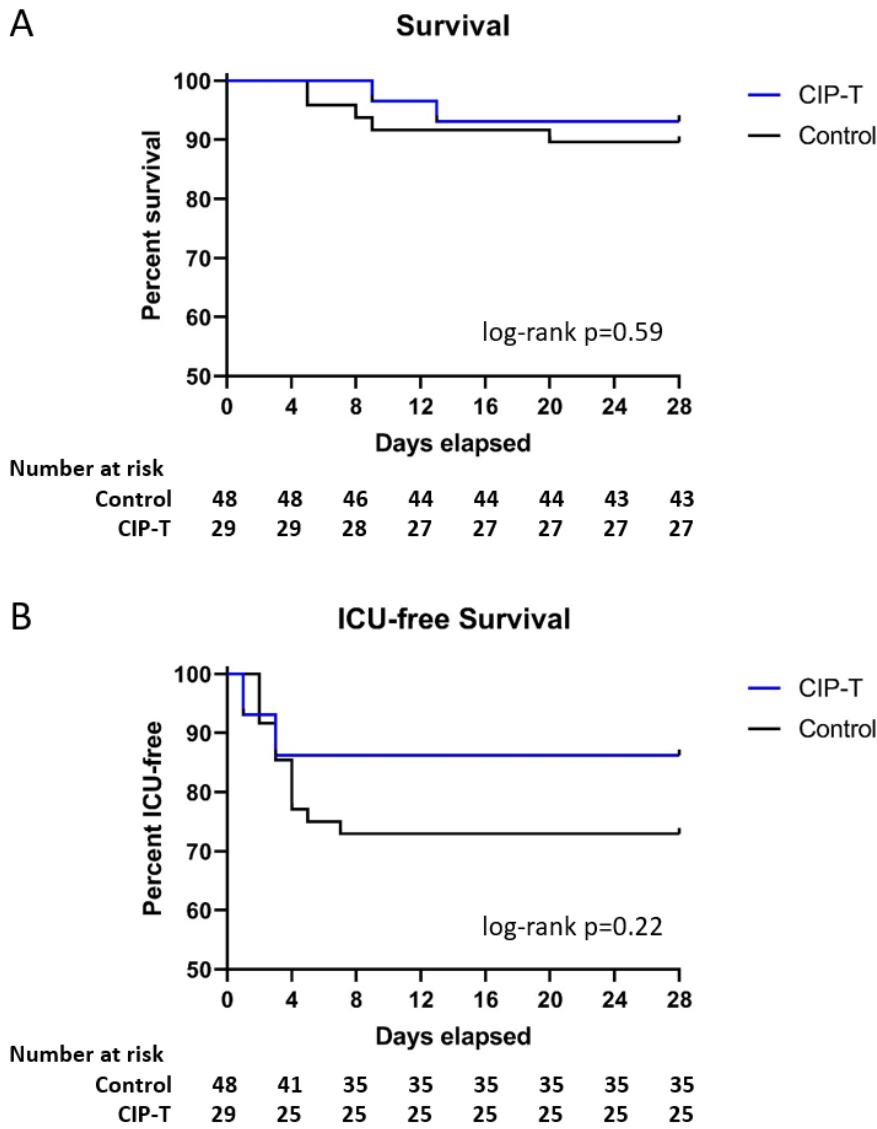 A
Survival
100
90
80
70
60
50
Percent survival
CIP-T
Control
log-rank p=0.59
0 4 8 12 16 20 24 28
Days elapsed
Number at risk
Control 48 48 46 44 44 44 43 43
CIP-T 29 29 28 27 27 27 27 27
B
ICU-free Survival
100
90
80
70
60
50
Percent ICU-free
CIP-T
Control
log-rank p=0.22
0 4 8 12 16 20 24 28
Days elapsed
Number at risk
Control 48 41 35 35 35 35 35 35
CIP-T 29 25 25 25 25 25 25 25